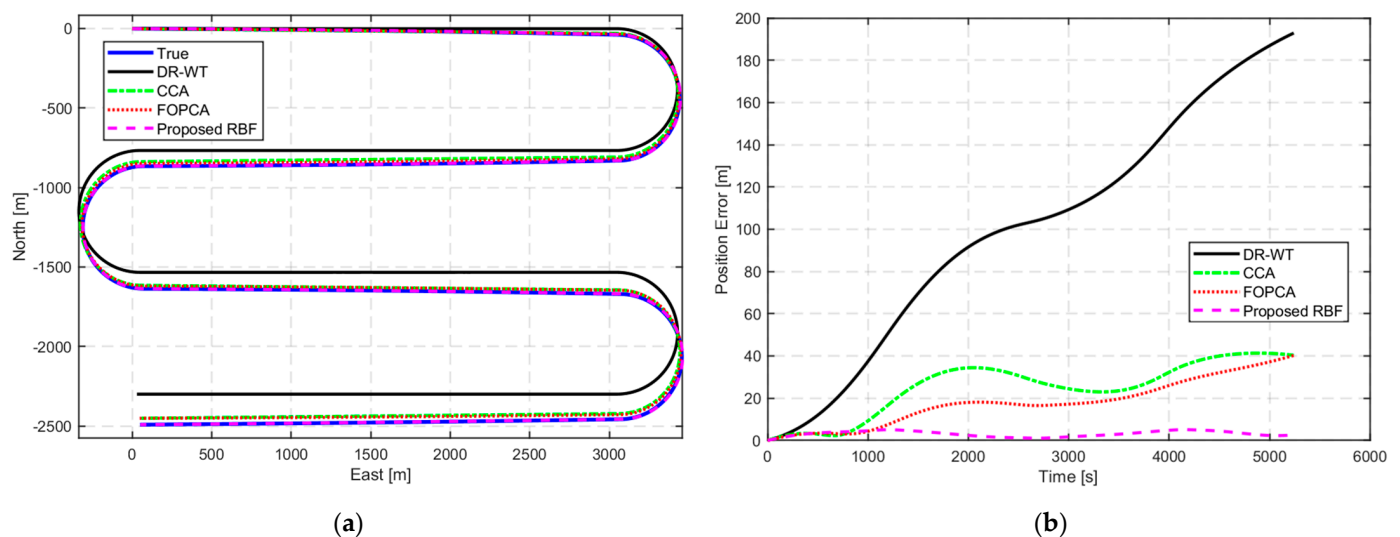 0
-500
-1000
-1500
-2000
-2500
North [m]
True
DR-WT
CCA
FOPCA
Proposed RBF
0
500
1000
1500
2000
2500
3000
East [m]
(a)
200
180
160
140
120
100
80
60
40
20
0
Position Error [m]
DR-WT
CCA
FOPCA
Proposed RBF
0
1000
2000
3000
4000
5000
6000
Time [s]
(b)